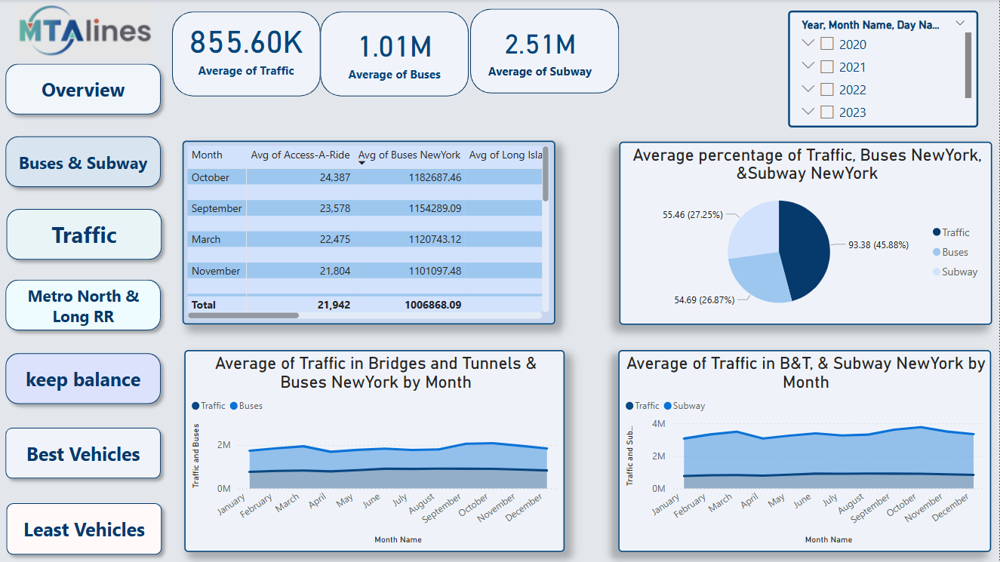 MTAlines
855.60K
Average of Traffic
1.01M
Average of Buses
2.51M
Average of Subway
Year, Month Name, Day Na...
2020
2021
2022
2023
Overview
Buses & Subway
Traffic
Metro North &
Long RR
keep balance
Best Vehicles
Least Vehicles
Month Avg of Access-A-Ride Avg of Buses NewYork Avg of Long Isla
October 24,387 1182687.46
September 23,578 1154289.09
March 22,475 1120743.12
November 21,804 1101097.48
Total 21,942 1006868.09
Average percentage of Traffic, Buses NewYork,
&Subway NewYork
55.46 (27.25%)
93.38 (45.88%)
54.69 (26.87%)
Traffic
Buses
Subway
Average of Traffic in Bridges and Tunnels &
Buses NewYork by Month
Traffic Buses
Traffic and Buses
2M
0M
January February March April May June July August September October November December
Month Name
Average of Traffic in B&T, & Subway NewYork by
Month
Traffic Subway
Traffic and Sub...
4M
2M
0M
January February March April May June July August September October November December
Month Name